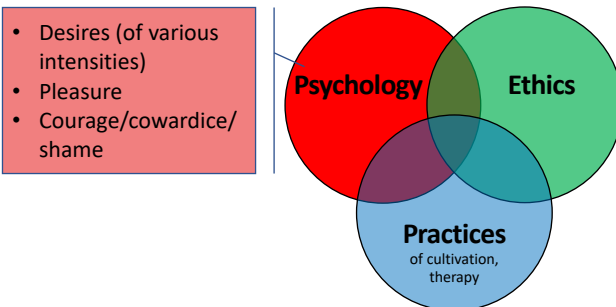 • Desires (of various
intensities)
• Pleasure
• Courage/cowardice/
shame
Psychology
Ethics
Practices
of cultivation,
therapy